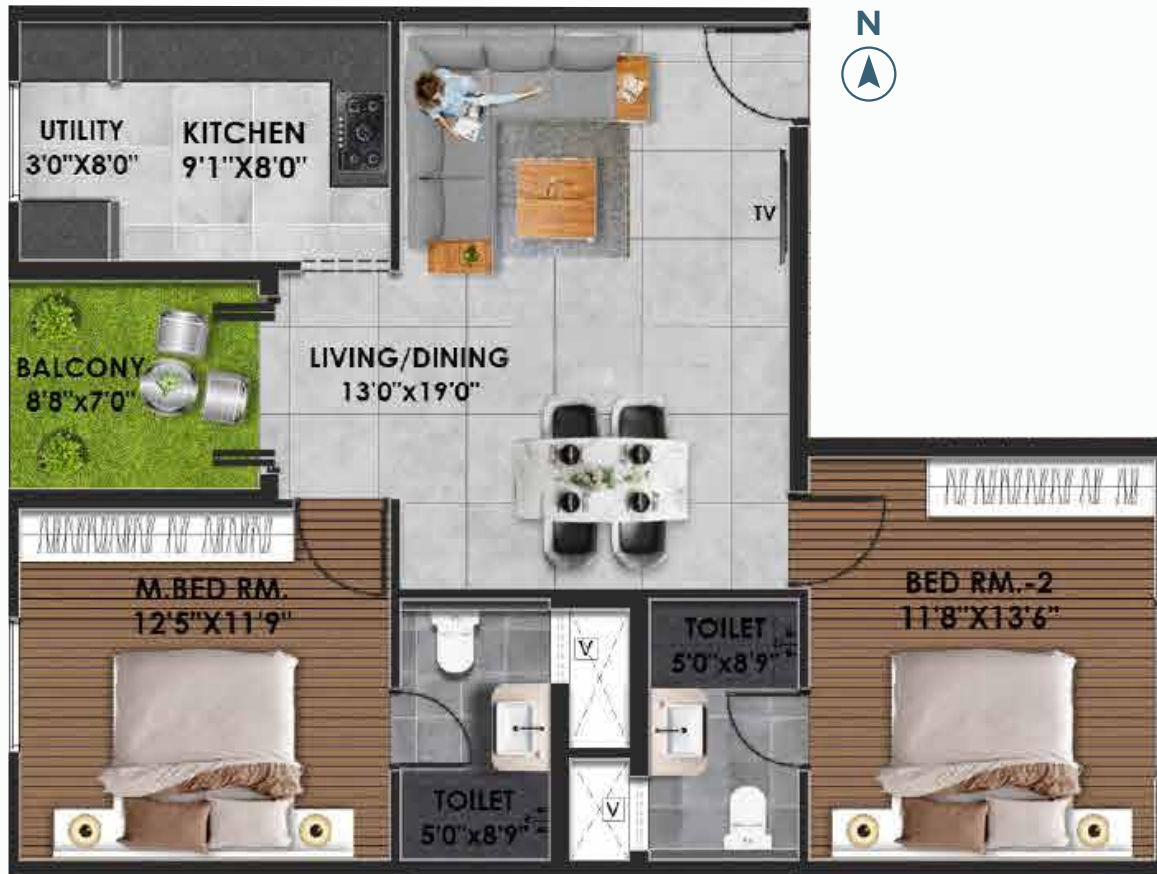 N
UTILITY
3'0"X8'0"
KITCHEN
9'1"X8'0"
TV
BALCONY
8'8"x7'0"
LIVING/DINING
13'0"x19'0"
M.BED RM.
12'5"X11'9"
BED RM.-2
11'8"X13'6"
TOILET
5'0"x8'9"
V
V
TOILET
5'0"x8'9"